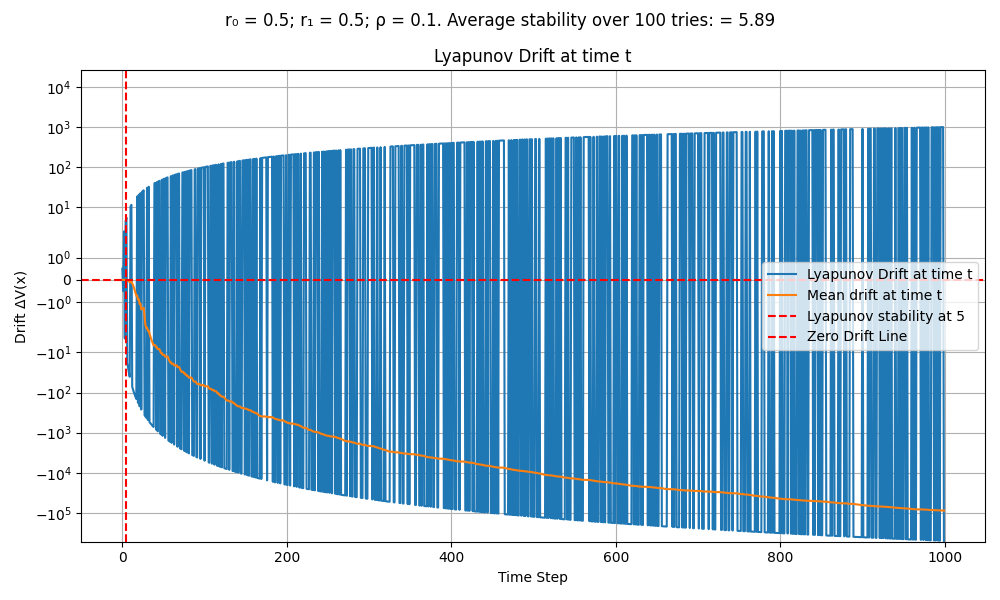 r₀ = 0.5; r₁ = 0.5; ρ = 0.1. Average stability over 100 tries: = 5.89
Lyapunov Drift at time t
10⁴
10³
10²
10¹
10⁰
0
−10⁰
−10¹
−10²
−10³
−10⁴
−10⁵
Drift ΔV(x)
Lyapunov Drift at time t
Mean drift at time t
Lyapunov stability at 5
Zero Drift Line
0
200
400
600
800
1000
Time Step